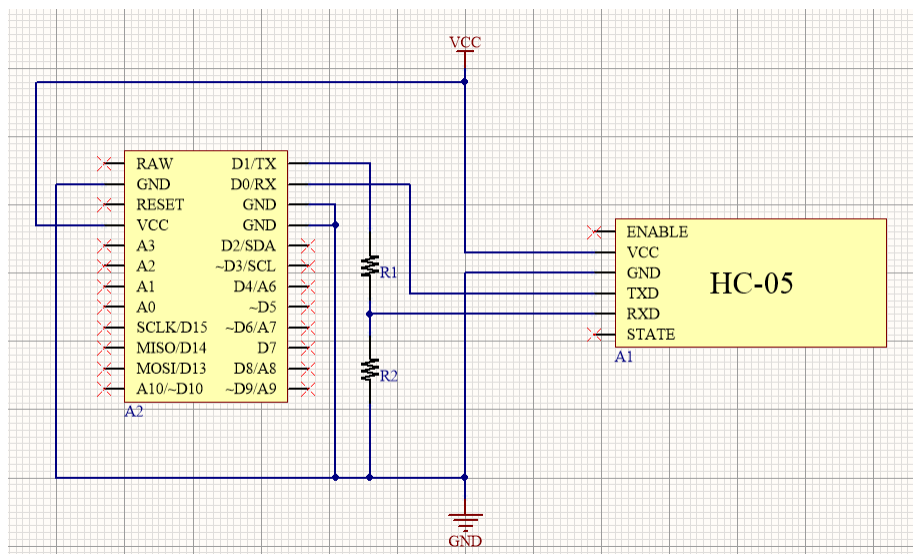 VCC
RAW D1/TX
GND D0/RX
RESET GND
VCC GND
A3 D2/SDA
A2 ~D3/SCL
A1 D4/A6
A0 ~D5
SCLK/D15 ~D6/A7
MISO/D14 D7
MOSI/D13 D8/A8
A10/~D10 ~D9/A9
A2
R1
R2
ENABLE
VCC
GND
TXD
RXD
STATE
HC-05
A1
GND